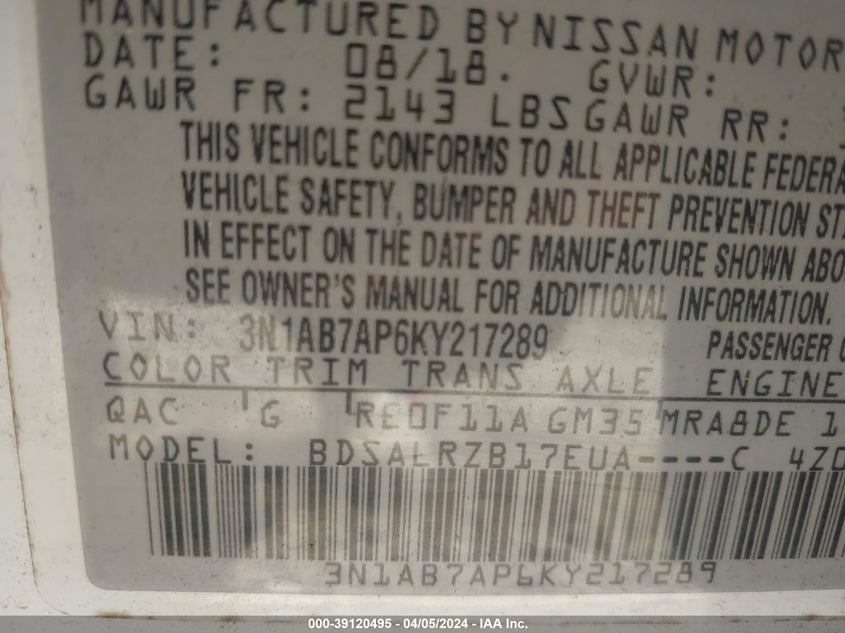 MANUFACTURED BY NISSAN MOTOR
DATE: 08/18. GVWR:
GAWR FR: 2143 LBS GAWR RR:
THIS VEHICLE CONFORMS TO ALL APPLICABLE FEDERA
VEHICLE SAFETY, BUMPER AND THEFT PREVENTION ST
IN EFFECT ON THE DATE OF MANUFACTURE SHOWN ABO
SEE OWNER'S MANUAL FOR ADDITIONAL INFORMATION.
VIN: 3N1AB7AP6KY217289 PASSENGER
COLOR TRIM TRANS AXLE ENGINE
QAC G RE0F11A GM35 MRA8DE 1
MODEL: BDSALRZB17EUA----C 4ZD
3N1AB7AP6KY217289
000-39120495 - 04/05/2024 - IAA Inc.